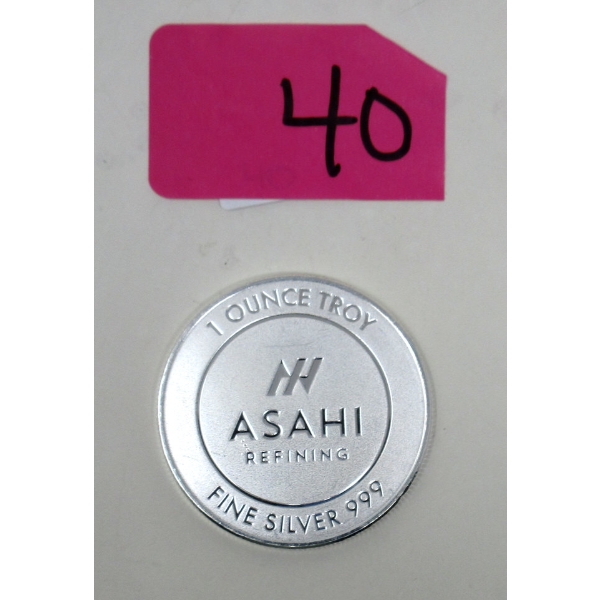 40
1 OUNCE TROY
ASAHI
REFINING
FINE SILVER 999